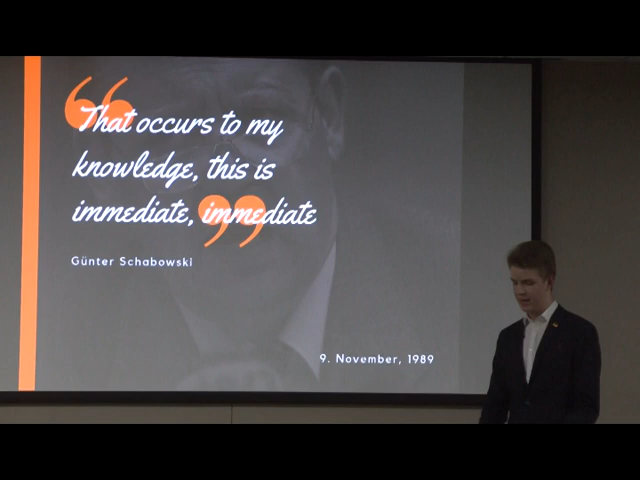 “That occurs to my
knowledge, this is
immediate, immediate”
Günter Schabowski
9. November, 1989